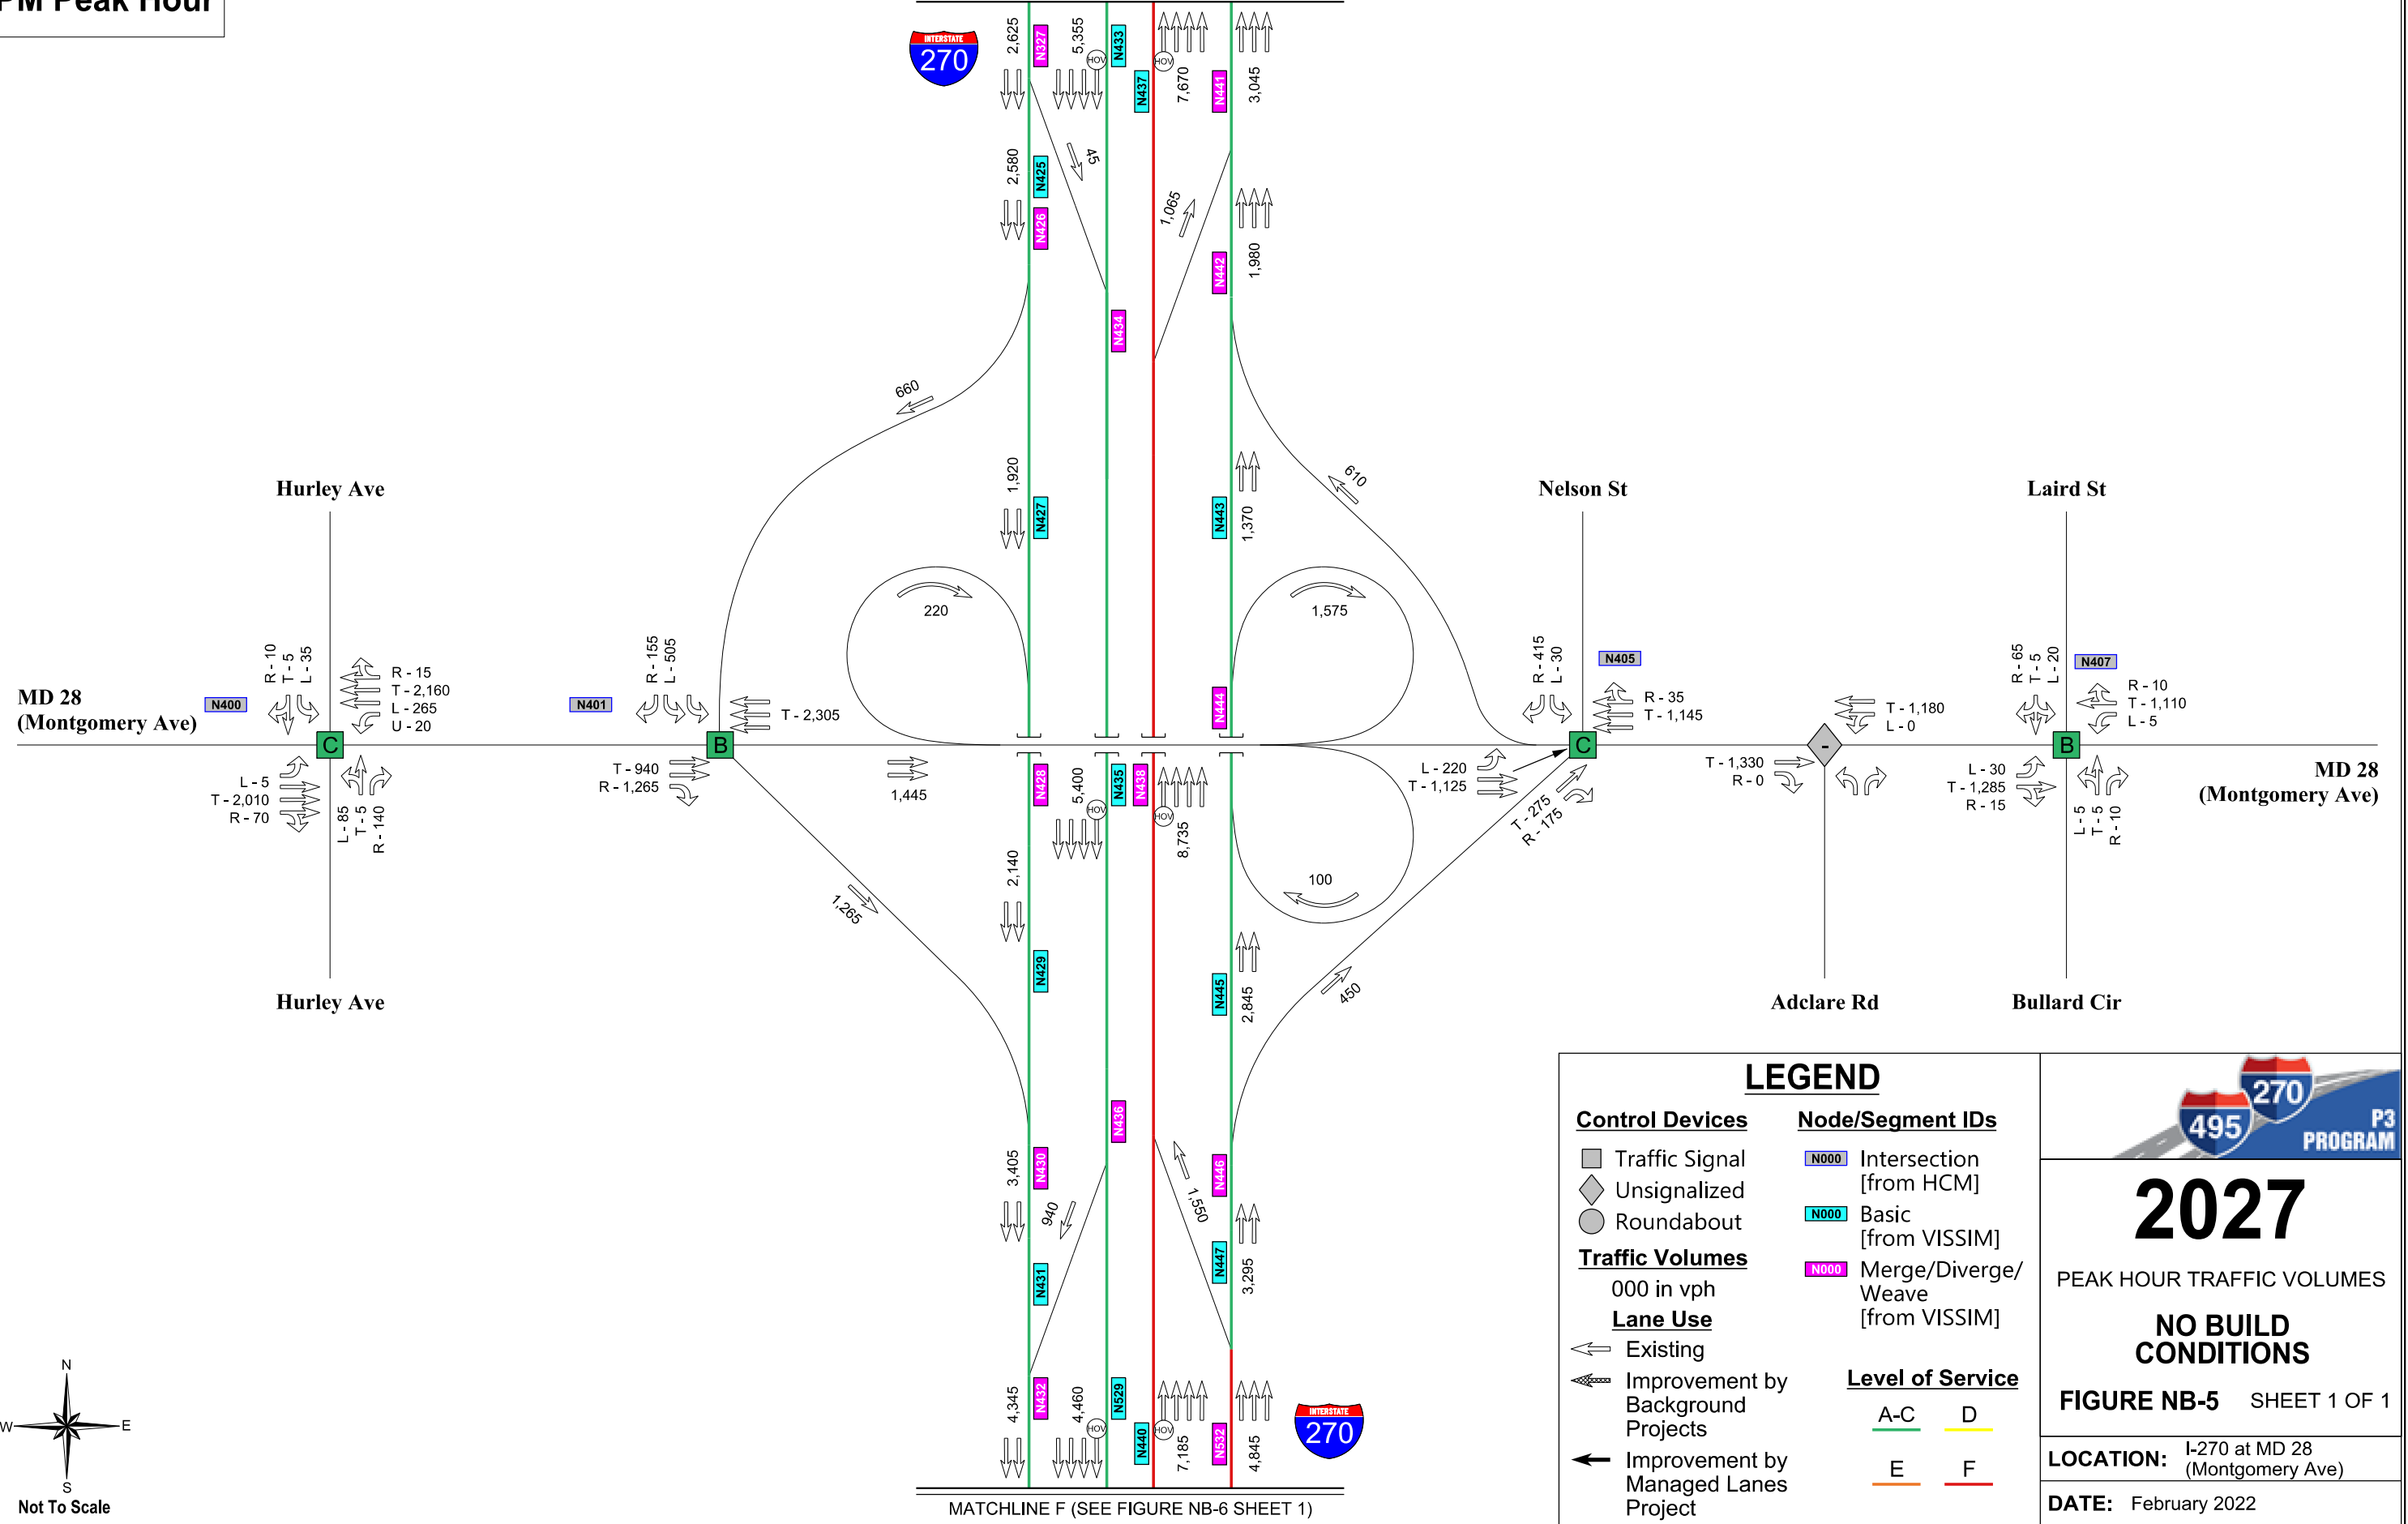 PM Peak Hour
INTERSTATE
270
2,625
N327
5,355
HOV
N433
N437
HOV
7,670
N441
3,045
2,580
N425
N426
45
1,065
N442
1,980
N434
660
610
1,920
N427
N443
1,370
220
1,575
N444
Hurley Ave
Nelson St
Laird St
MD 28
(Montgomery Ave)
N400
R - 10
T - 5
L - 35
R - 15
T - 2,160
L - 265
U - 20
C
L - 5
T - 2,010
R - 70
L - 85
T - 5
R - 140
Hurley Ave
N401
R - 155
L - 505
T - 2,305
B
T - 940
R - 1,265
1,445
1,265
N428
5,400
HOV
N435
N438
HOV
8,735
2,140
N429
100
N445
2,845
450
R - 415
L - 30
N405
R - 35
T - 1,145
C
L - 220
T - 1,125
T - 275
R - 175
T - 1,180
L - 0
-
T - 1,330
R - 0
Adclare Rd
R - 65
T - 5
L - 20
N407
R - 10
T - 1,110
L - 5
B
L - 30
T - 1,285
R - 15
L - 5
T - 5
R - 10
Bullard Cir
MD 28
(Montgomery Ave)
3,405
N430
N436
940
1,550
N446
N431
N447
3,295
4,345
N432
4,460
HOV
N529
N440
HOV
7,185
N532
4,845
INTERSTATE
270
MATCHLINE F (SEE FIGURE NB-6 SHEET 1)
N
W
E
S
Not To Scale
LEGEND
Control Devices
Traffic Signal
Unsignalized
Roundabout
Traffic Volumes
000 in vph
Lane Use
Existing
Improvement by
Background
Projects
Improvement by
Managed Lanes
Project
Node/Segment IDs
N000 Intersection
[from HCM]
N000 Basic
[from VISSIM]
N000 Merge/Diverge/
Weave
[from VISSIM]
Level of Service
A-C D
E F
495
270
P3
PROGRAM
2027
PEAK HOUR TRAFFIC VOLUMES
NO BUILD
CONDITIONS
FIGURE NB-5 SHEET 1 OF 1
LOCATION: I-270 at MD 28
(Montgomery Ave)
DATE: February 2022